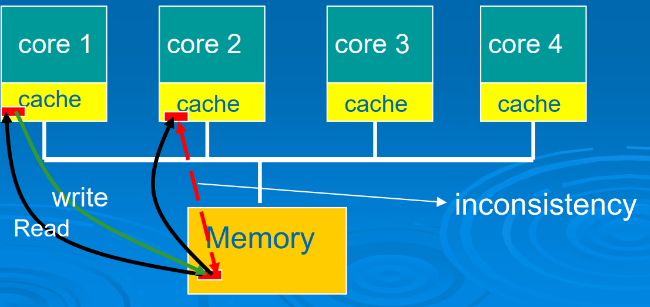 core 1
core 2
core 3
core 4
cache
cache
cache
cache
write
Read
inconsistency
Memory